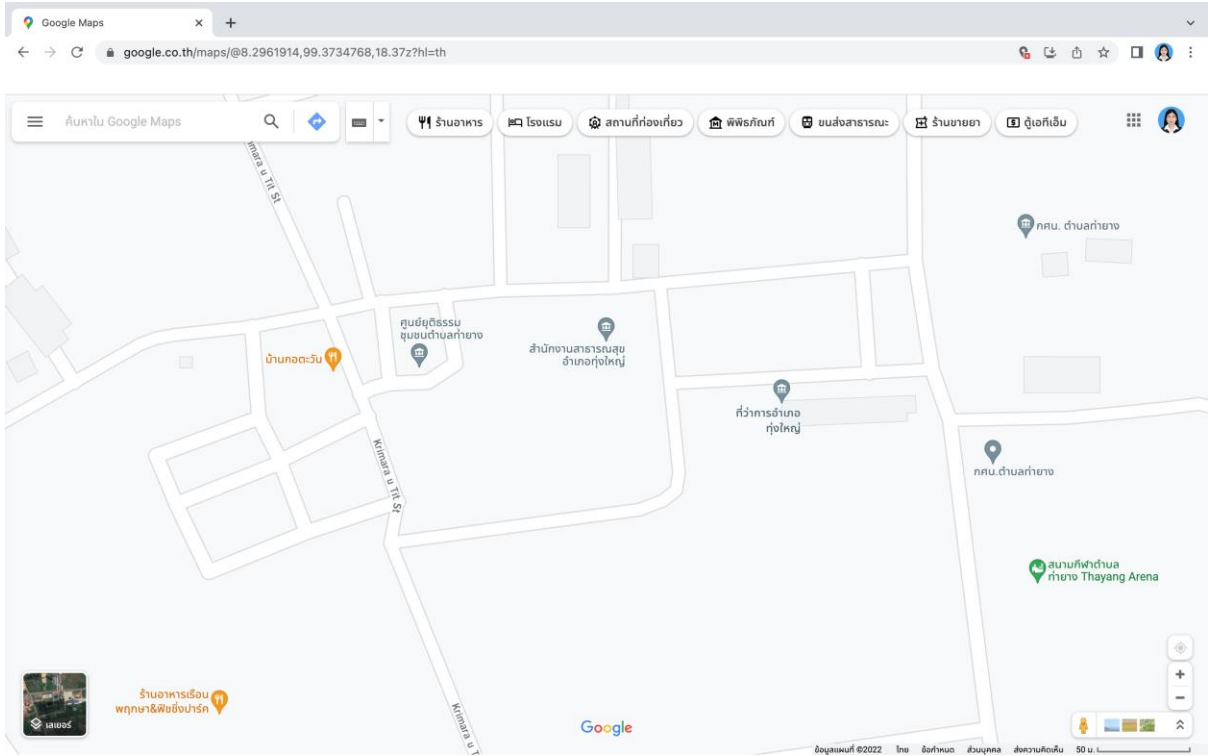 Google Maps
google.co.th/maps/@8.2961914,99.3734768,18.37z?hl=th
ค้นหาใน Google Maps
ร้านอาหาร
โรงแรม
สถานที่ท่องเที่ยว
พิพิธภัณฑ์
ขนส่งสาธารณะ
ร้านขายยา
ตู้เอทีเอ็ม
Krimara u Tit St
กศน. ตำบลท่ายาง
ศูนย์ยุติธรรม
ชุมชนตำบลท่ายาง
สำนักงานสาธารณสุข
อำเภอทุ่งใหญ่
บ้านกอตะวัน
ที่ว่าการอำเภอ
ทุ่งใหญ่
Krimara u Tit St
กศน.ตำบลท่ายาง
สนามกีฬาตำบล
ท่ายาง Thayang Arena
ร้านอาหารเรือน
พฤกษา&ฟิชชิ่งปาร์ค
Krimara u T
เลเยอร์
Google
ข้อมูลแผนที่ ©2022 ไทย ข้อกำหนด ส่วนบุคคล ส่งความคิดเห็น 50 ม.